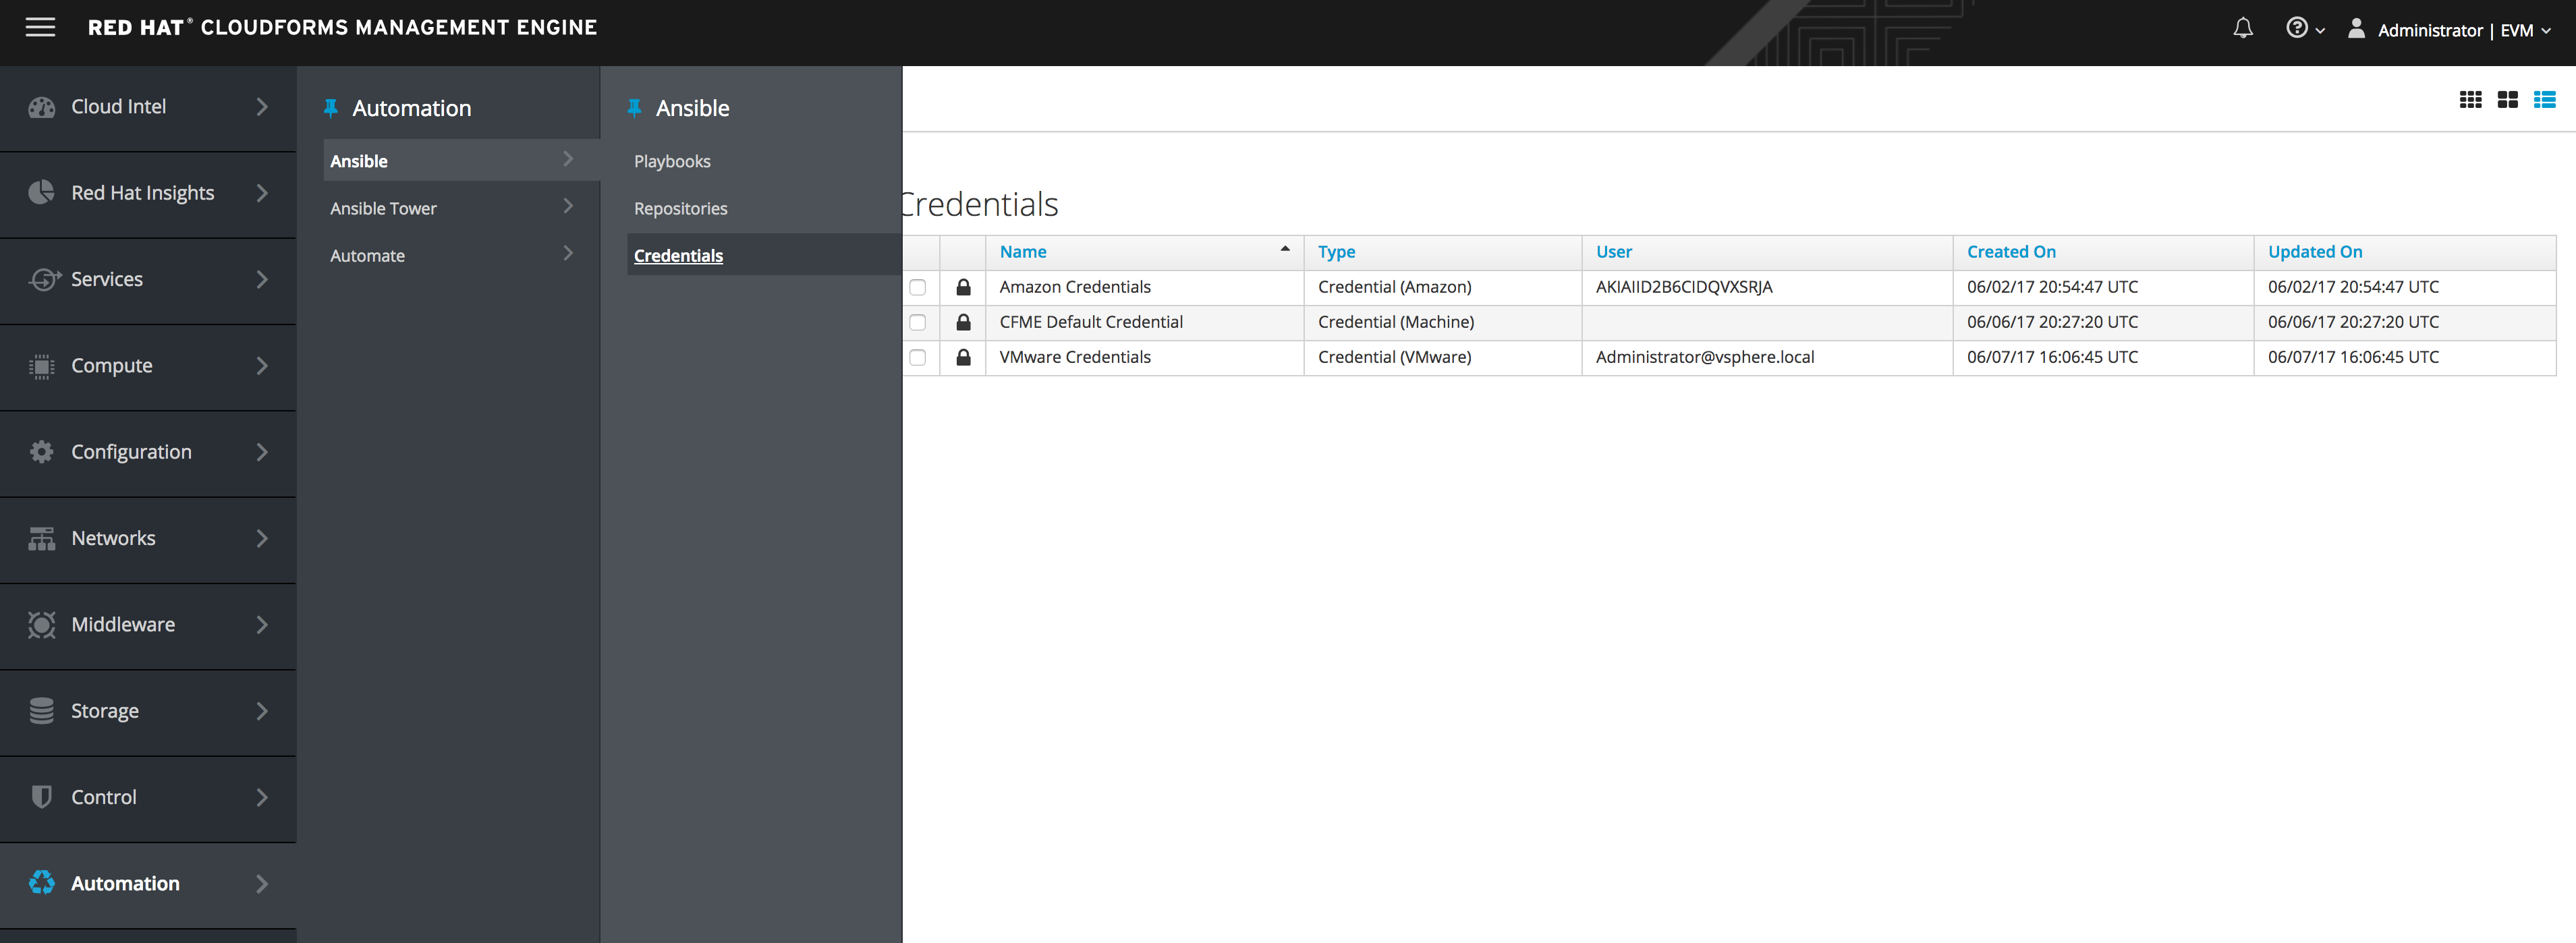 RED HAT® CLOUDFORMS MANAGEMENT ENGINE
Administrator | EVM
Cloud Intel
Red Hat Insights
Services
Compute
Configuration
Networks
Middleware
Storage
Control
Automation
Automation
Ansible
Ansible Tower
Automate
Ansible
Playbooks
Repositories
Credentials
Credentials
Name Type User Created On Updated On
Amazon Credentials Credential (Amazon) AKIAIID2B6CIDQVXSRJA 06/02/17 20:54:47 UTC 06/02/17 20:54:47 UTC
CFME Default Credential Credential (Machine) 06/06/17 20:27:20 UTC 06/06/17 20:27:20 UTC
VMware Credentials Credential (VMware) Administrator@vsphere.local 06/07/17 16:06:45 UTC 06/07/17 16:06:45 UTC